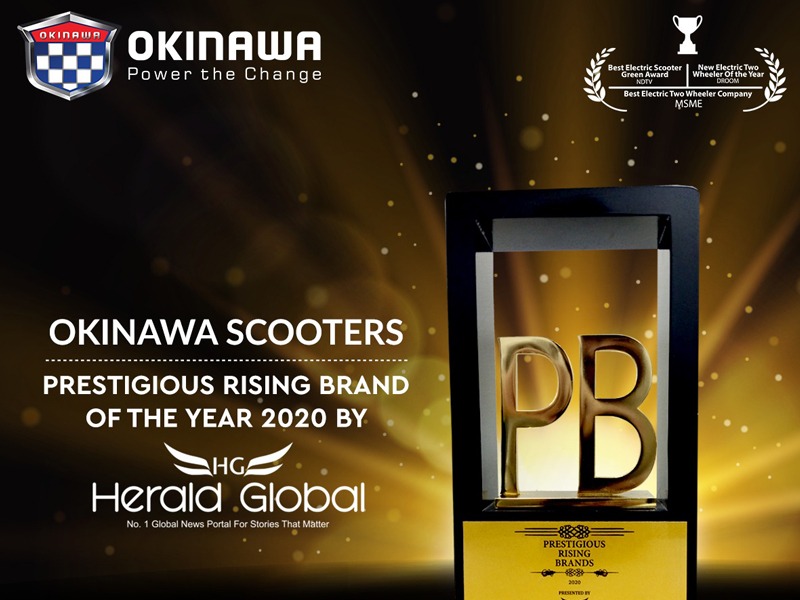 OKINAWA
OKINAWA
Power the Change
Best Electric Scooter
Green Award
NDTV
New Electric Two
Wheeler Of the Year
DROOM
Best Electric Two Wheeler Company
MSME
OKINAWA SCOOTERS
PRESTIGIOUS RISING BRAND
OF THE YEAR 2020 BY
HG
Herald Global
No. 1 Global News Portal For Stories That Matter
PB
PRESTIGIOUS
RISING
BRANDS
2020
PRESENTED BY